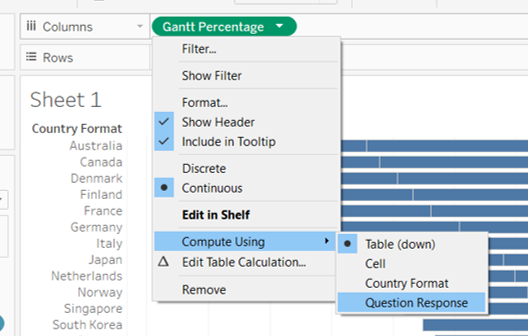 Columns
Gantt Percentage
Rows
Filter...
Show Filter
Format...
Show Header
Include in Tooltip
Discrete
Continuous
Edit in Shelf
Compute Using
Edit Table Calculation...
Remove
Table (down)
Cell
Country Format
Question Response
Sheet 1
Country Format
Australia
Canada
Denmark
Finland
France
Germany
Italy
Japan
Netherlands
Norway
Singapore
South Korea